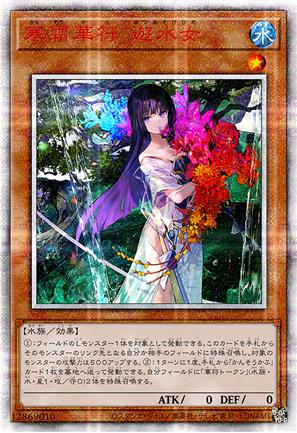 寒霜華符 遊水女
水
【水族／効果】
①：フィールドのLモンスター1体を対象として発動できる。このカードを手札から
そのモンスターのリンク先となる自分か相手のフィールドに特殊召喚し、対象の
モンスターの攻撃力は500アップする。②：1ターンに1度、手札から「かんそうかふ」
カード1枚を墓地へ送って発動できる。自分フィールドに「華符トークン」(水族・
水・星1・攻／守0)2体を特殊召喚する。
ATK 0 DEF 0
12869010